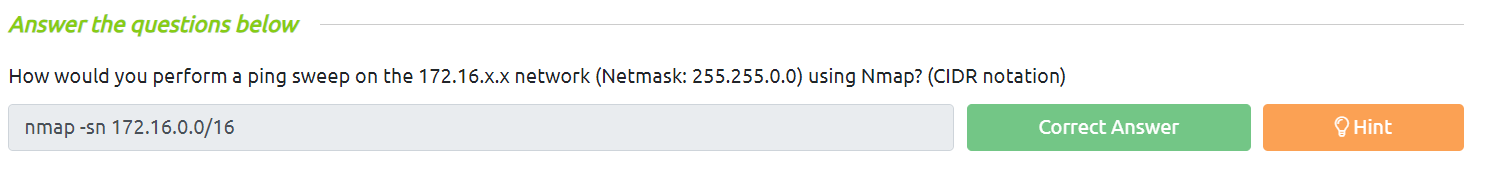 Answer the questions below
How would you perform a ping sweep on the 172.16.x.x network (Netmask: 255.255.0.0) using Nmap? (CIDR notation)
nmap -sn 172.16.0.0/16
Correct Answer
Hint